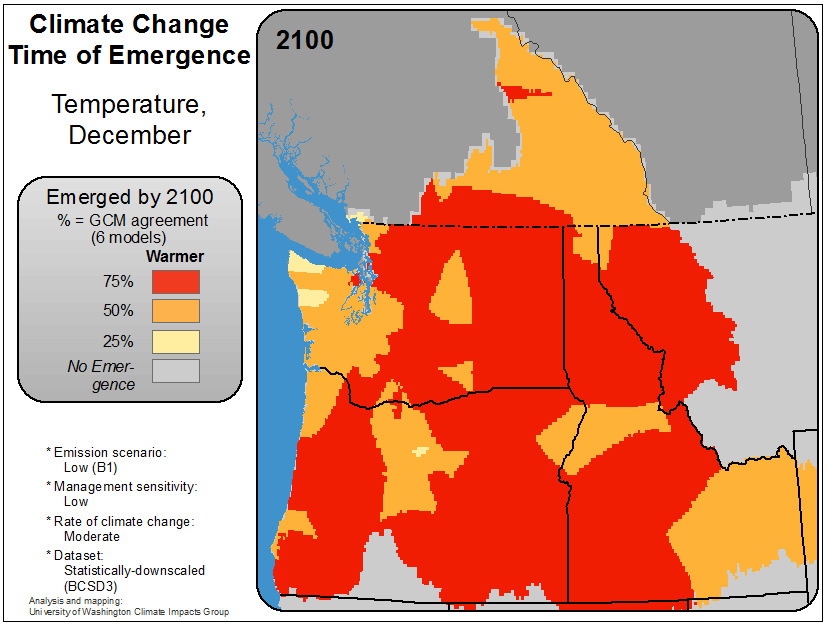 Climate Change
Time of Emergence
2100
Temperature,
December
Emerged by 2100
% = GCM agreement
(6 models)
Warmer
75%
50%
25%
No Emer-
gence
* Emission scenario:
Low (B1)
* Management sensitivity:
Low
* Rate of climate change:
Moderate
* Dataset:
Statistically-downscaled
(BCSD3)
Analysis and mapping:
University of Washington Climate Impacts Group